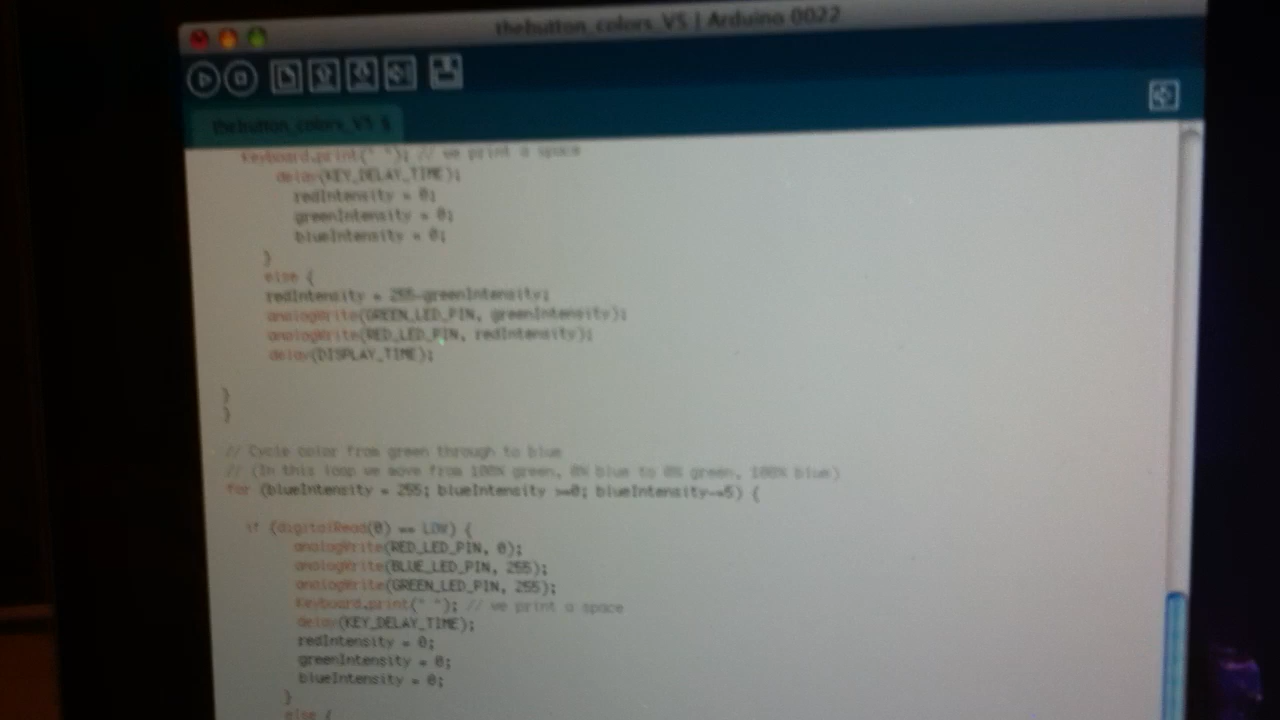 thebutton_colors_V5 | Arduino 0022
thebutton_colors_V5 §
Keyboard.print(" "); // we print a space
delay(KEY_DELAY_TIME);
redIntensity = 0;
greenIntensity = 0;
blueIntensity = 0;
}
else {
redIntensity = 255-greenIntensity;
analogWrite(GREEN_LED_PIN, greenIntensity);
analogWrite(RED_LED_PIN, redIntensity);
delay(DISPLAY_TIME);
}
}
// Cycle color from green through to blue
// (In this loop we move from 100% green, 0% blue to 0% green, 100% blue)
for (blueIntensity = 255; blueIntensity >=0; blueIntensity-=5) {
if (digitalRead(0) == LOW) {
analogWrite(RED_LED_PIN, 0);
analogWrite(BLUE_LED_PIN, 255);
analogWrite(GREEN_LED_PIN, 255);
Keyboard.print(" "); // we print a space
delay(KEY_DELAY_TIME);
redIntensity = 0;
greenIntensity = 0;
blueIntensity = 0;
}
else {